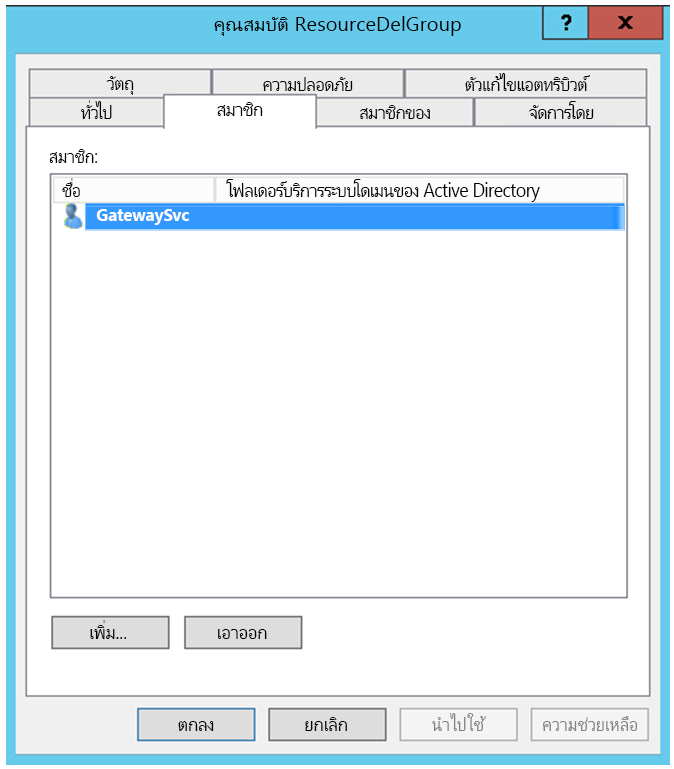 คุณสมบัติ ResourceDelGroup ? x
วัตถุ ความปลอดภัย ตัวแก้ไขแอตทริบิวต์
ทั่วไป สมาชิก สมาชิกของ จัดการโดย
สมาชิก:
ชื่อ โฟลเดอร์บริการระบบโดเมนของ Active Directory
GatewaySvc
เพิ่ม... เอาออก
ตกลง ยกเลิก นำไปใช้ ความช่วยเหลือ